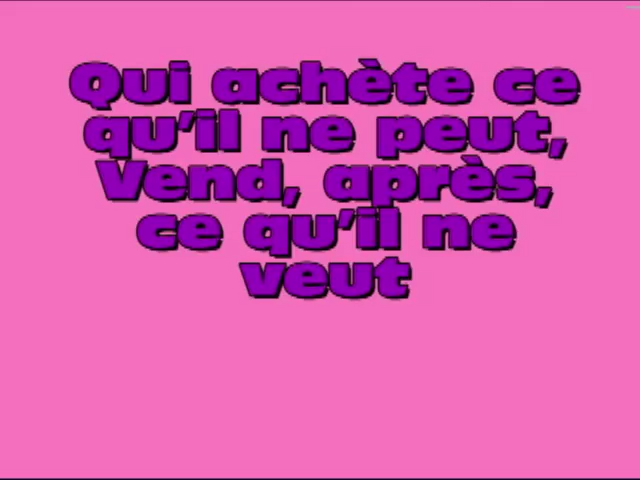 Qui achète ce
qu'il ne peut,
Vend, après,
ce qu'il ne
veut